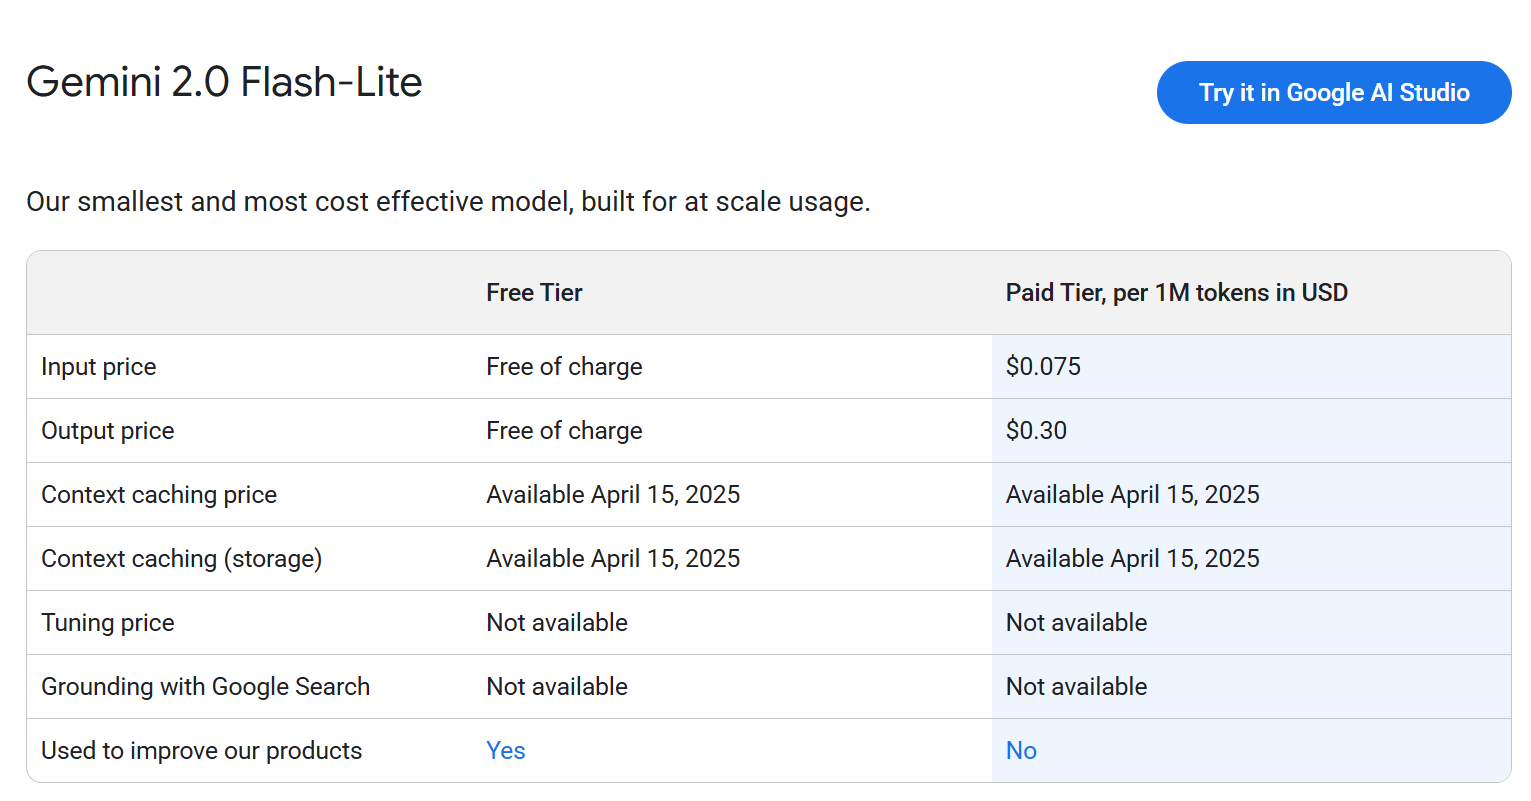 Gemini 2.0 Flash-Lite
Try it in Google AI Studio
Our smallest and most cost effective model, built for at scale usage.
Free Tier Paid Tier, per 1M tokens in USD
Input price Free of charge $0.075
Output price Free of charge $0.30
Context caching price Available April 15, 2025 Available April 15, 2025
Context caching (storage) Available April 15, 2025 Available April 15, 2025
Tuning price Not available Not available
Grounding with Google Search Not available Not available
Used to improve our products Yes No